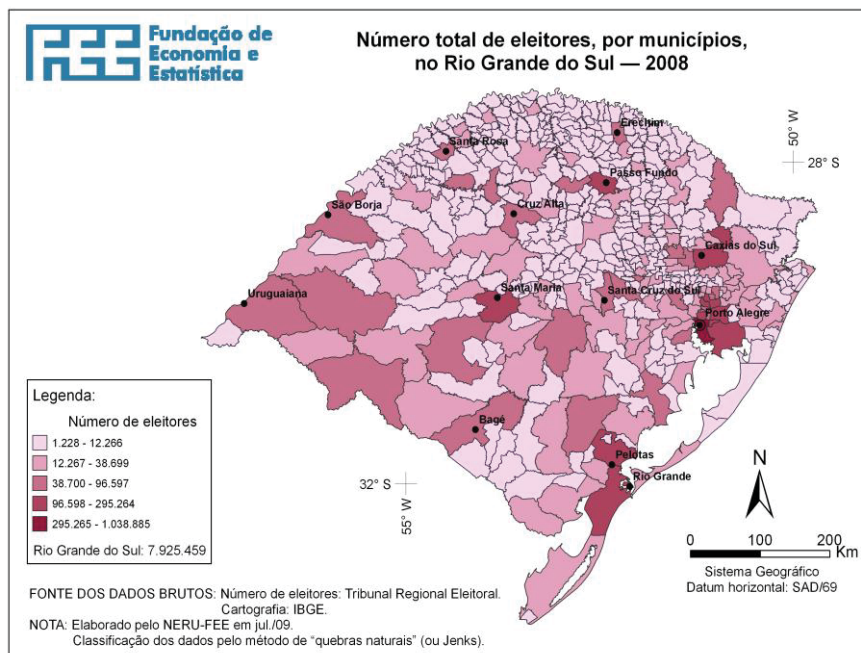 FEE
Fundação de
Economia e
Estatística
Número total de eleitores, por municípios,
no Rio Grande do Sul — 2008
50° W
28° S
Erechim
Santa Rosa
Passo Fundo
São Borja
Cruz Alta
Caxias do Sul
Uruguaiana
Santa Maria
Santa Cruz do Sul
Porto Alegre
Bagé
Pelotas
Rio Grande
32° S
55° W
Legenda:
Número de eleitores
1.228 - 12.266
12.267 - 38.699
38.700 - 96.597
96.598 - 295.264
295.265 - 1.038.885
Rio Grande do Sul: 7.925.459
N
0 100 200
Km
Sistema Geográfico
Datum horizontal: SAD/69
FONTE DOS DADOS BRUTOS: Número de eleitores: Tribunal Regional Eleitoral.
Cartografia: IBGE.
NOTA: Elaborado pelo NERU-FEE em jul./09.
Classificação dos dados pelo método de “quebras naturais” (ou Jenks).